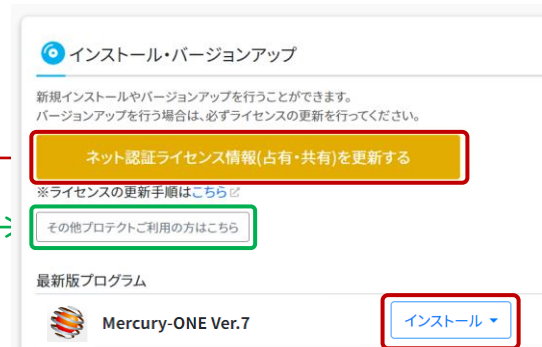 インストール・バージョンアップ
新規インストールやバージョンアップを行うことができます。
バージョンアップを行う場合は、必ずライセンスの更新を行ってください。
ネット認証ライセンス情報(占有・共有)を更新する
※ライセンスの更新手順はこちら
その他プロテクトご利用の方はこちら
最新版プログラム
Mercury-ONE Ver.7 インストール